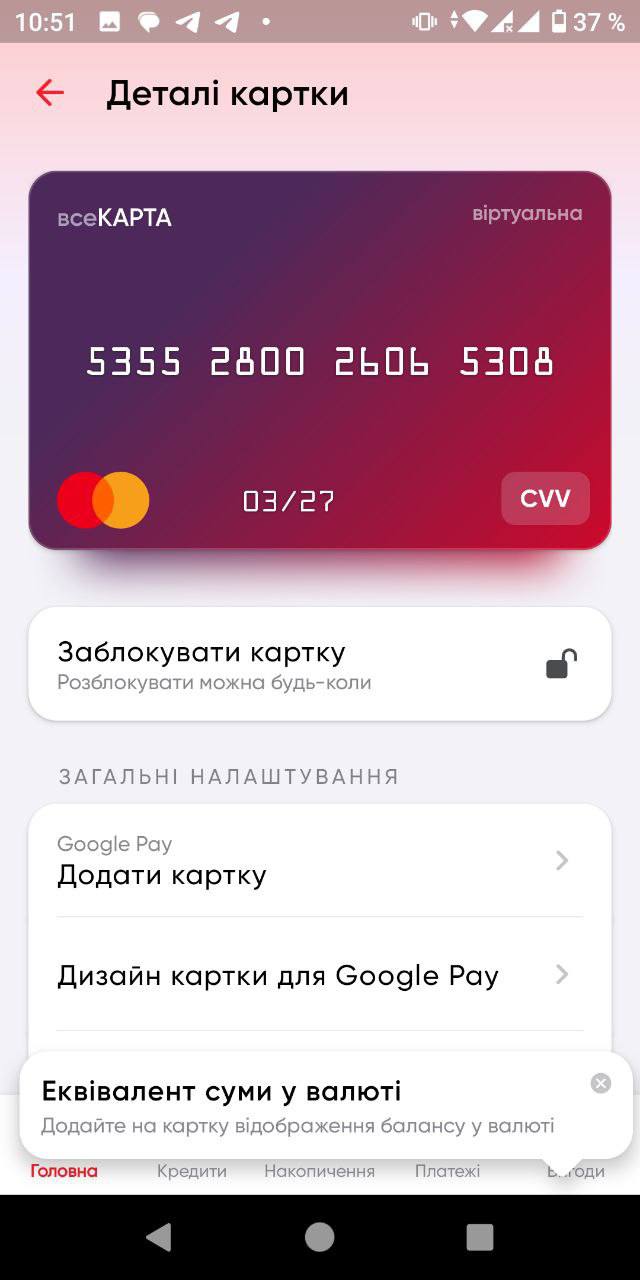 10:51 37 %
Деталі картки
всеКАРТА віртуальна
5355 2800 2606 5308
03/27 CVV
Заблокувати картку
Розблокувати можна будь-коли
ЗАГАЛЬНІ НАЛАШТУВАННЯ
Google Pay
Додати картку
Дизайн картки для Google Pay
Еквівалент суми у валюті
Додайте на картку відображення балансу у валюті
Головна Кредити Накопичення Платежі